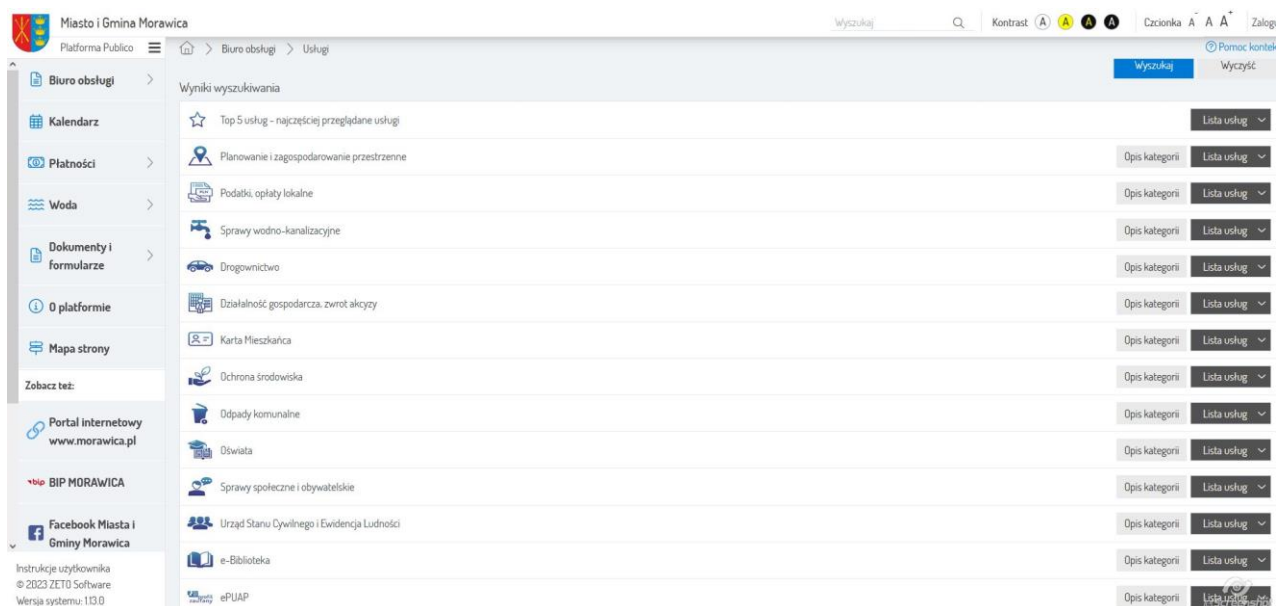 Miasto i Gmina Morawica
Wyszukaj
Kontrast A A A A
Czcionka A- A A+
Platforma Publico
Biuro obsługi > Usługi
Pomoc kontek
Wyszukaj
Wyczyść
Biuro obsługi
Kalendarz
Płatności
Woda
Dokumenty i
formularze
O platformie
Mapa strony
Zobacz też:
Portal internetowy
www.morawica.pl
bip BIP MORAWICA
Facebook Miasta i
Gminy Morawica
Instrukcje użytkownika
© 2023 ZETO Software
Wersja systemu: 1.13.0
Wyniki wyszukiwania
Top 5 usług - najczęściej przeglądane usługi Lista usług
Planowanie i zagospodarowanie przestrzenne Opis kategorii Lista usług
Podatki, opłaty lokalne Opis kategorii Lista usług
Sprawy wodno-kanalizacyjne Opis kategorii Lista usług
Drogownictwo Opis kategorii Lista usług
Działalność gospodarcza, zwrot akcyzy Opis kategorii Lista usług
Karta Mieszkańca Opis kategorii Lista usług
Ochrona środowiska Opis kategorii Lista usług
Odpady komunalne Opis kategorii Lista usług
Oświata Opis kategorii Lista usług
Sprawy społeczne i obywatelskie Opis kategorii Lista usług
Urząd Stanu Cywilnego i Ewidencja Ludności Opis kategorii Lista usług
e-Biblioteka Opis kategorii Lista usług
ePUAP Opis kategorii Lista usług